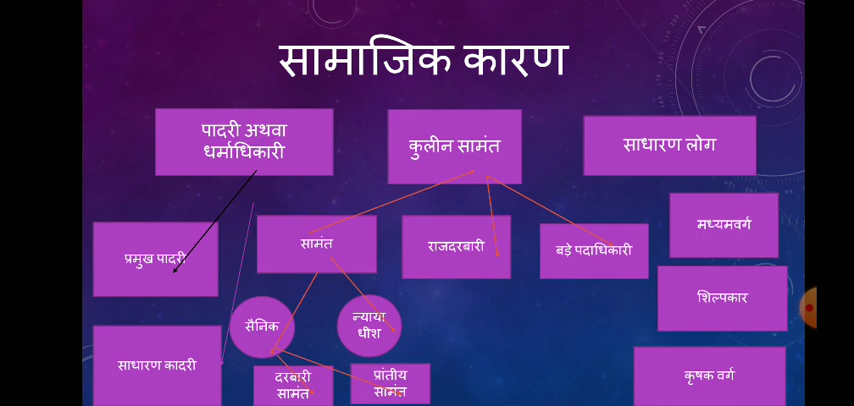 सामाजिक कारण
पादरी अथवा
धर्माधिकारी
कुलीन सामंत
साधारण लोग
प्रमुख पादरी
सामंत
राजदरबारी
बड़े पदाधिकारी
मध्यमवर्ग
शिल्पकार
सैनिक
न्याया
धीश
साधारण कादरी
दरबारी
सामंत
प्रांतीय
सामंत
कृषक वर्ग